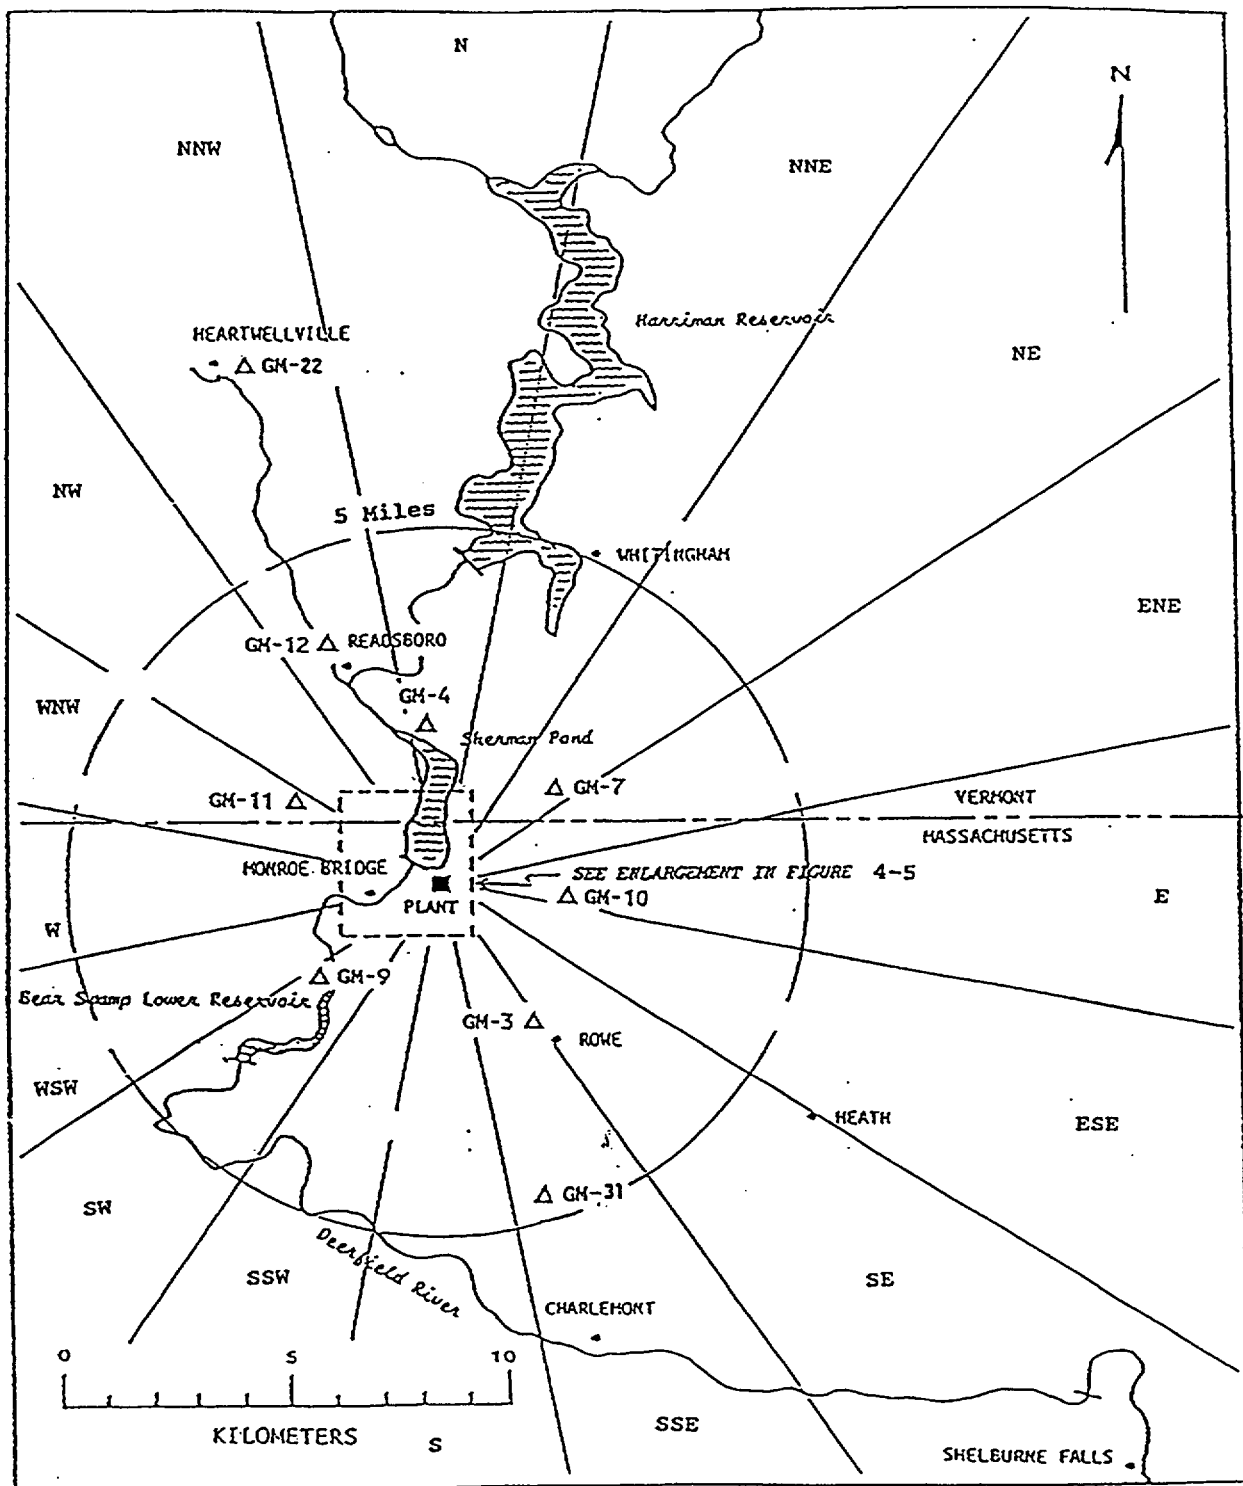 N
N
NNW
NNE
Harriman Reservoir
HEARTWELLVILLE
GM-22
NE
NW
5 Miles
WHITINGHAM
ENE
GM-12
READSBORO
WNW
GM-4
Sherman Pond
GM-7
GM-11
VERMONT
MASSACHUSETTS
MONROE BRIDGE
SEE ENLARGEMENT IN FIGURE 4-5
PLANT
GM-10
E
W
GM-9
Bear Swamp Lower Reservoir
GM-3
ROWE
WSW
HEATH
ESE
GM-31
SW
Deerfield River
SSW
SE
CHARLEMONT
0 5 10
KILOMETERS
S
SSE
SHELBURNE FALLS